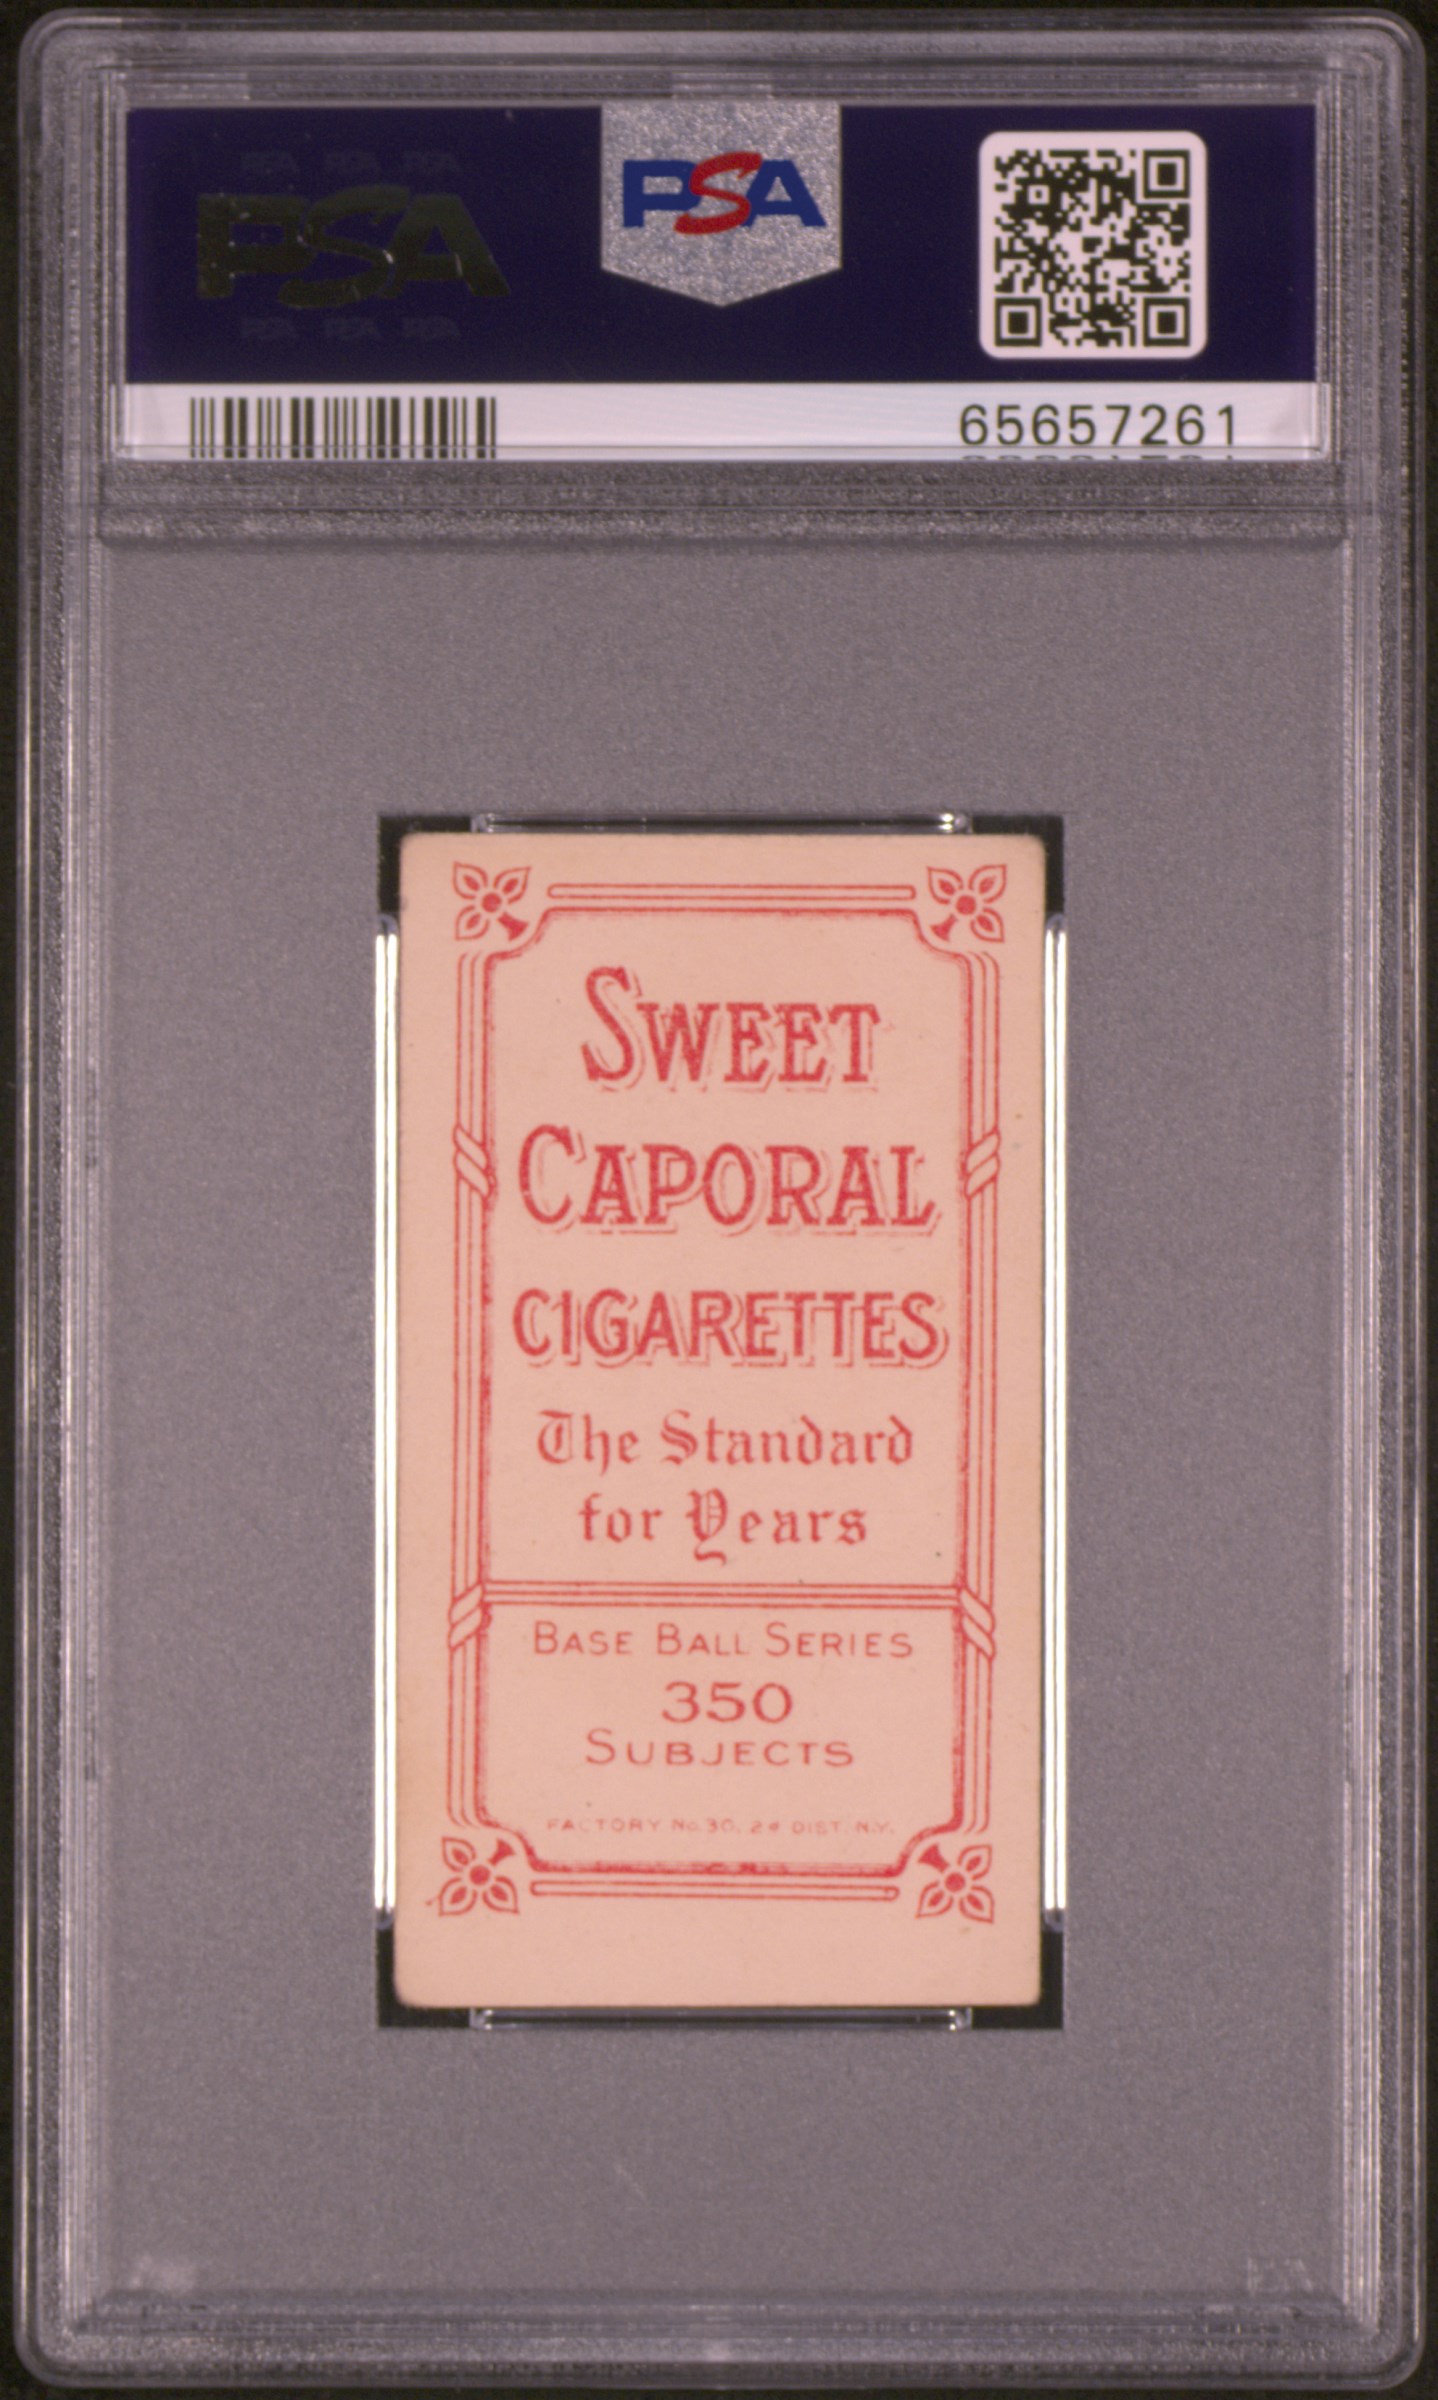 PSA
PSA
65657261
SWEET
CAPORAL
CIGARETTES
The Standard
for Years
BASE BALL SERIES
350
SUBJECTS
FACTORY No. 30, 2d DIST. N.Y.